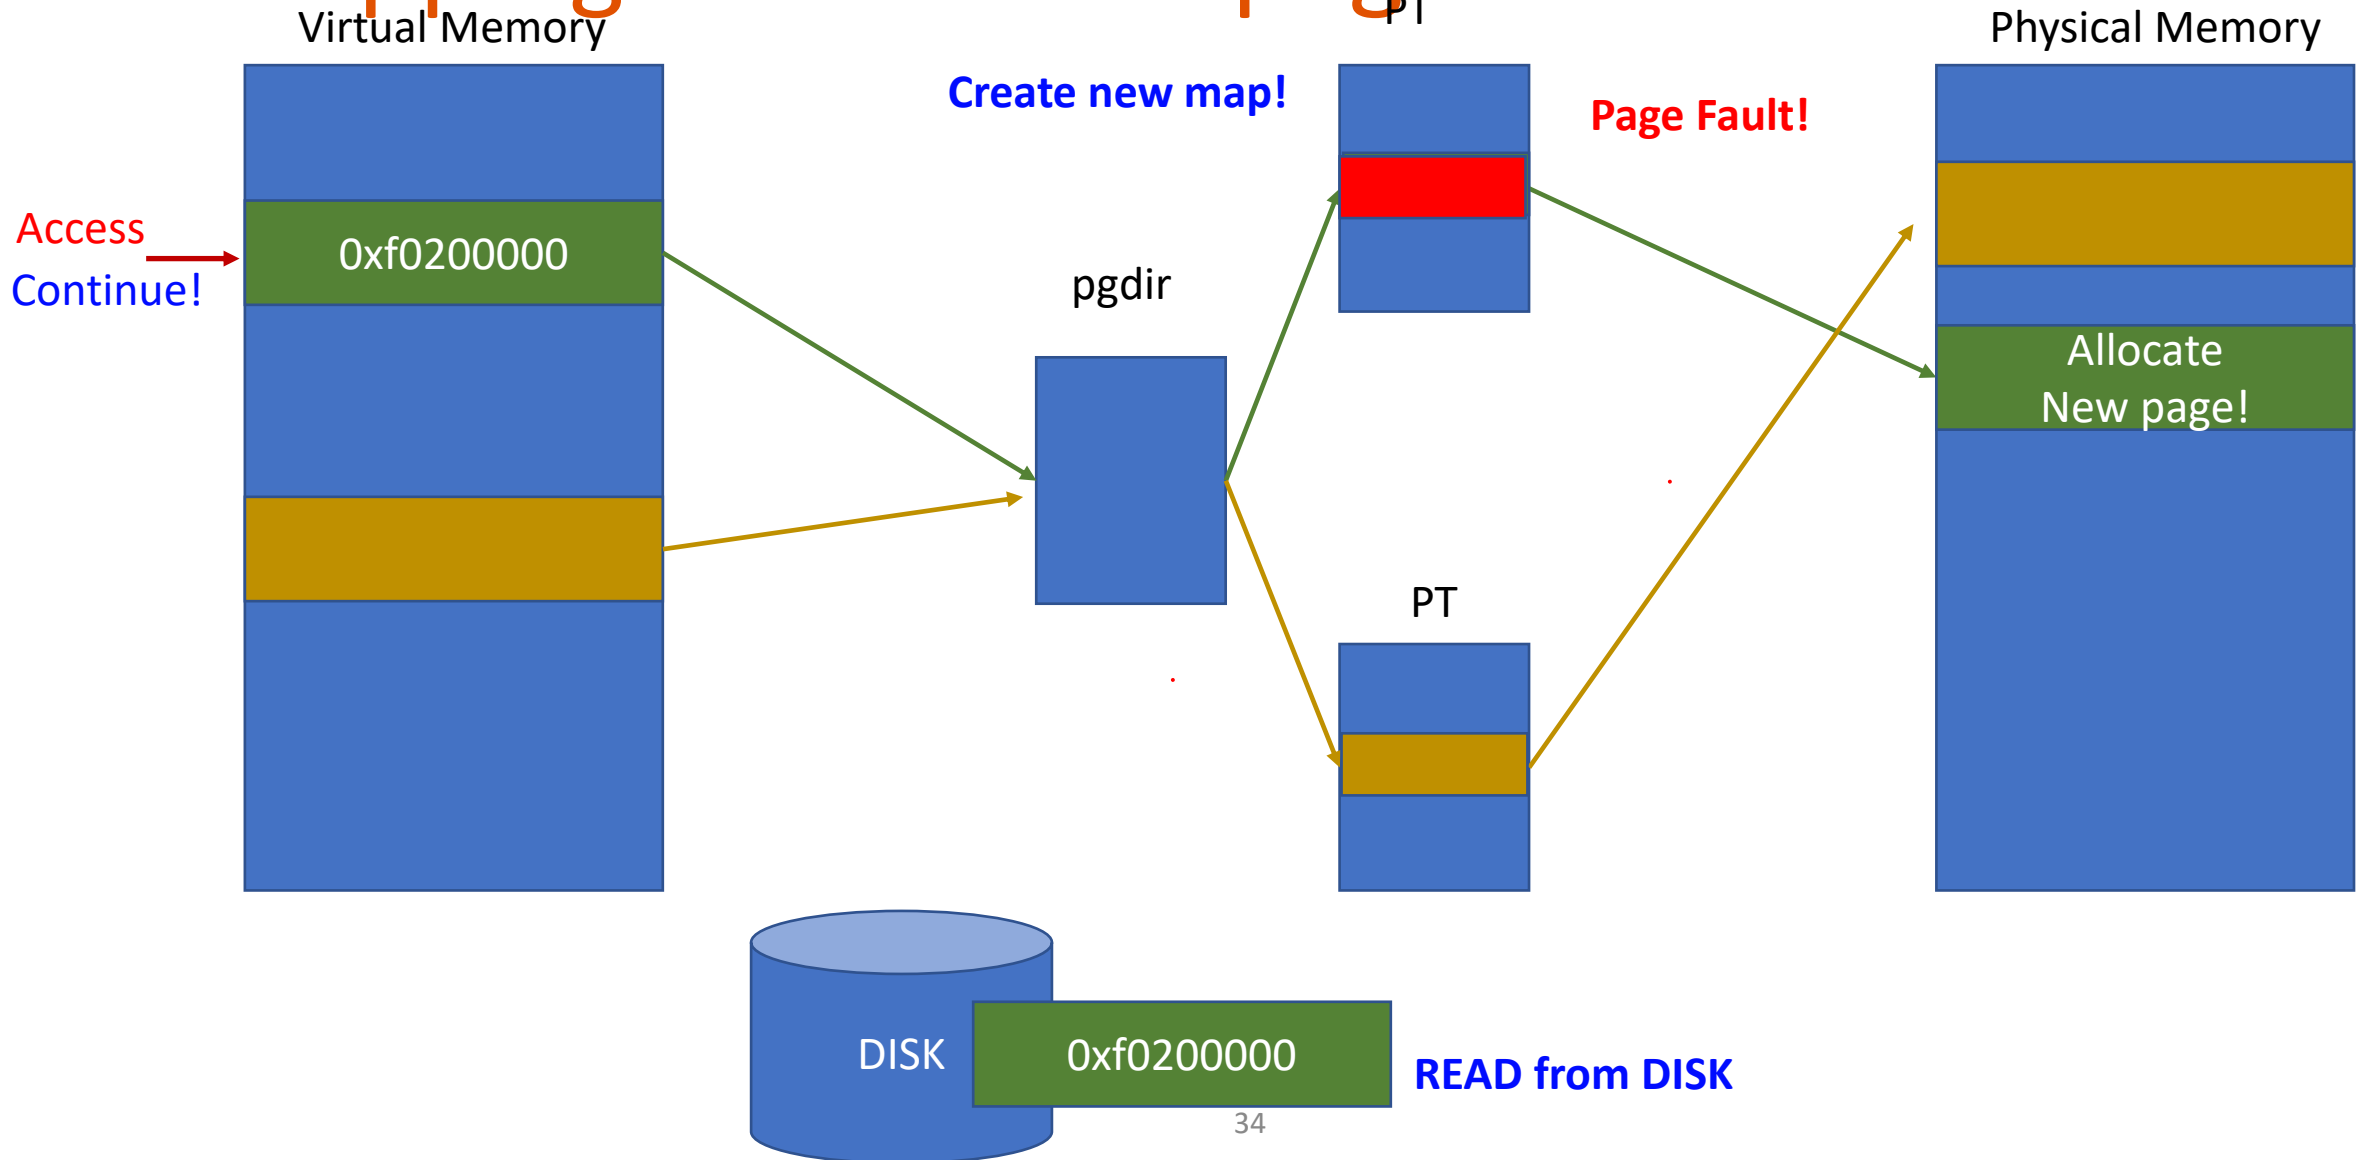 PT
Virtual Memory
Physical Memory
Create new map!
Page Fault!
Access
0xf0200000
Continue!
pgdir
Allocate
New page!
PT
DISK
0xf0200000
READ from DISK
34